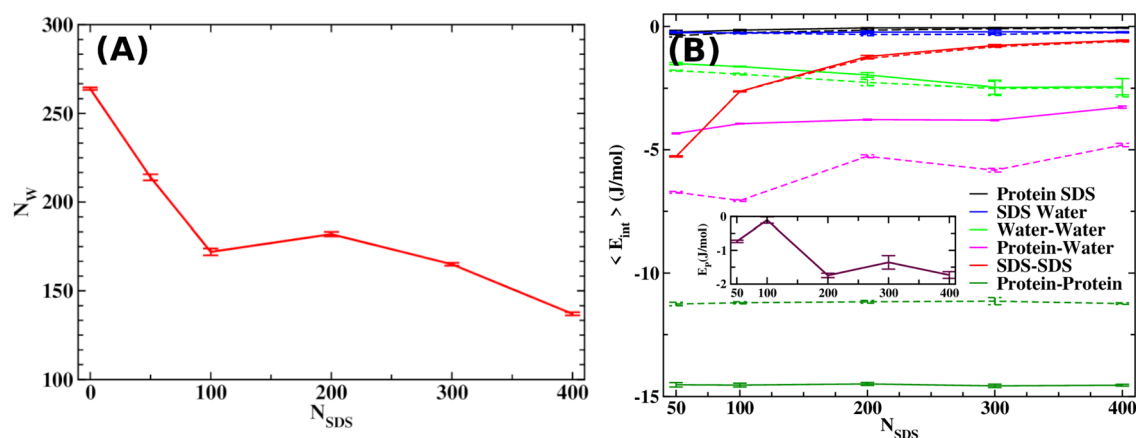 (A)
300
250
200
150
100
N_W
0
100
200
300
400
N_SDS
(B)
0
-5
-10
-15
< E_int > (J/mol)
Protein SDS
SDS Water
Water-Water
Protein-Water
SDS-SDS
Protein-Protein
0
-1
-2
E_P(J/mol)
50 100 200 300 400
50 100 200 300 400
N_SDS